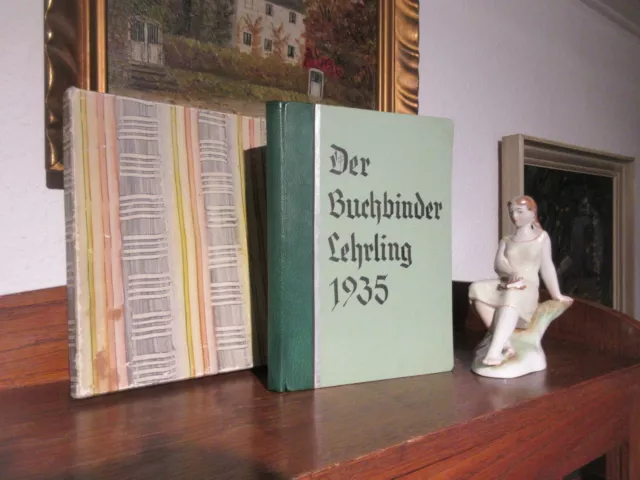 Der
Buchbinder
Lehrling
1935